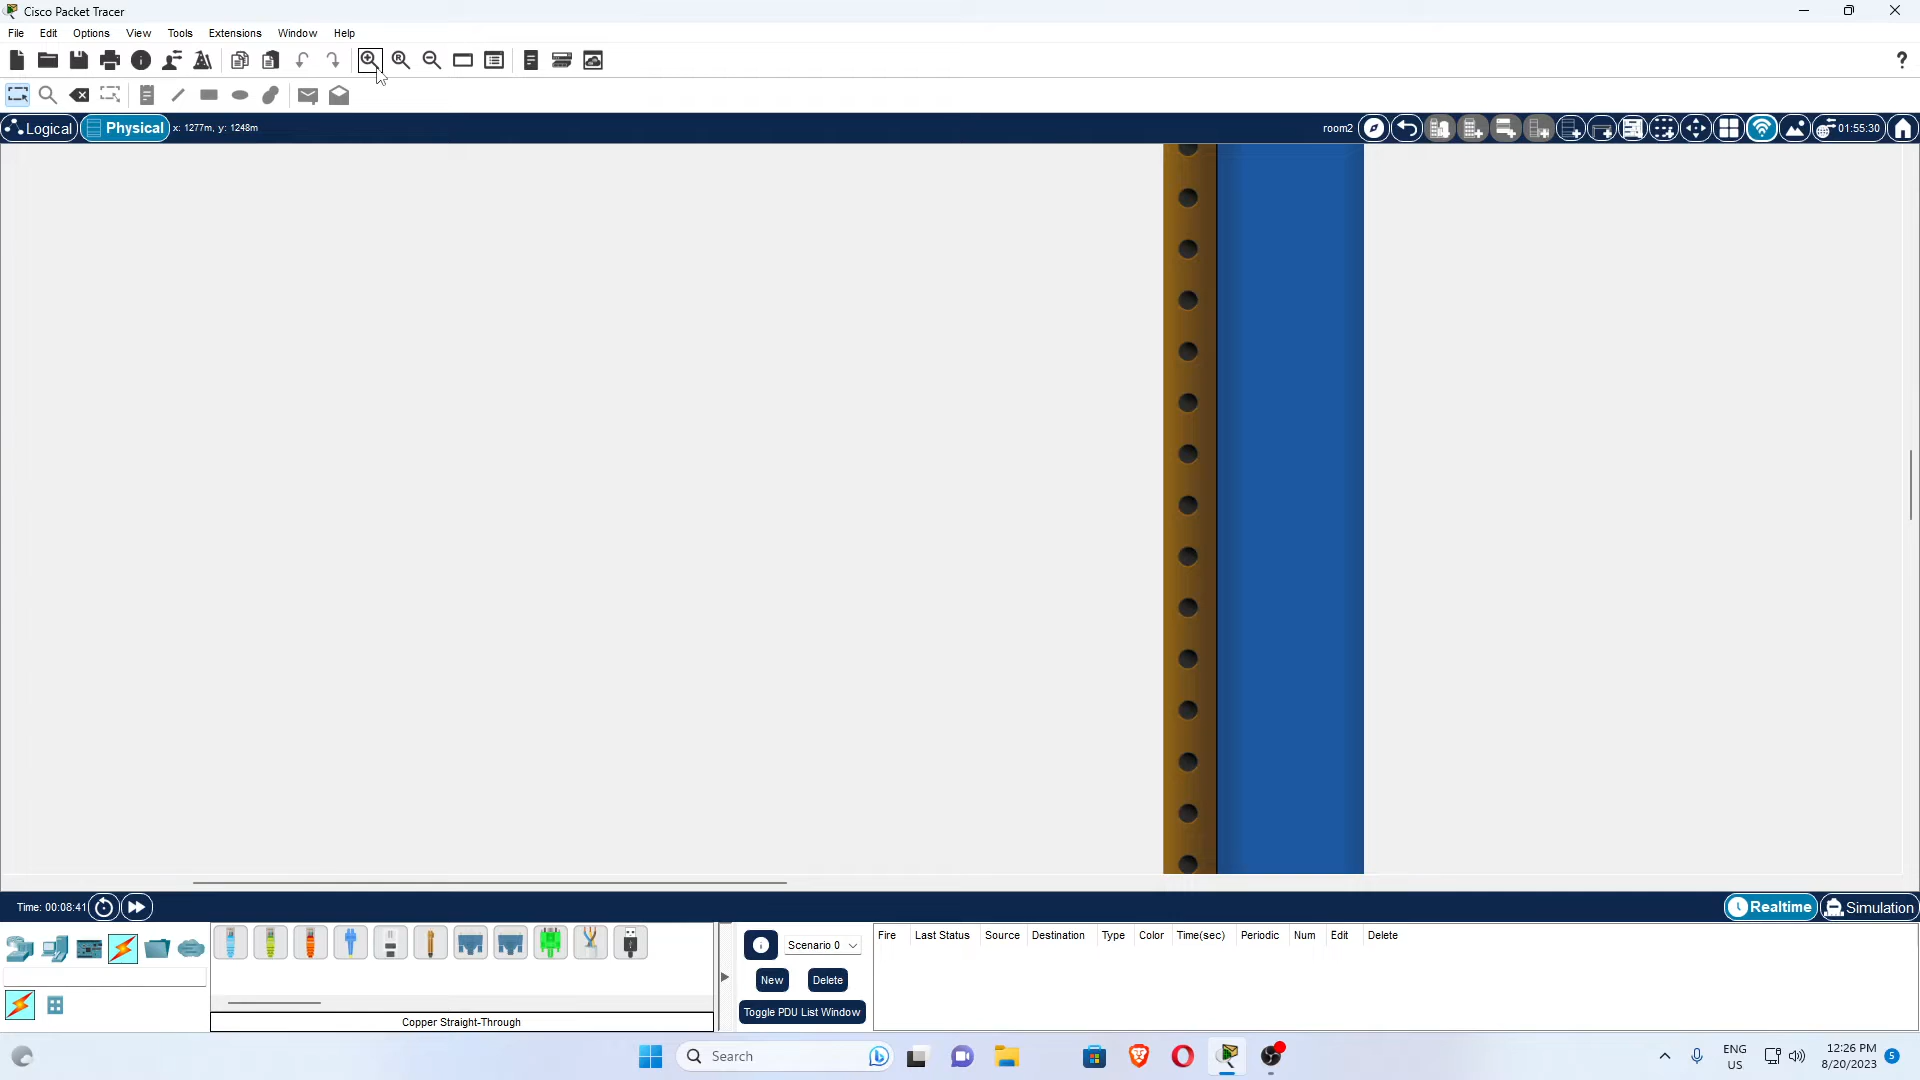 Cisco Packet Tracer
File Edit Options View Tools Extensions Window Help
?
Logical Physical x: 1277m, y: 1248m room2 01:55:30
Time: 00:08:41 Realtime Simulation
Scenario 0
New Delete
Toggle PDU List Window
Fire Last Status Source Destination Type Color Time(sec) Periodic Num Edit Delete
Copper Straight-Through
Search
ENG
US
12:26 PM
8/20/2023
5